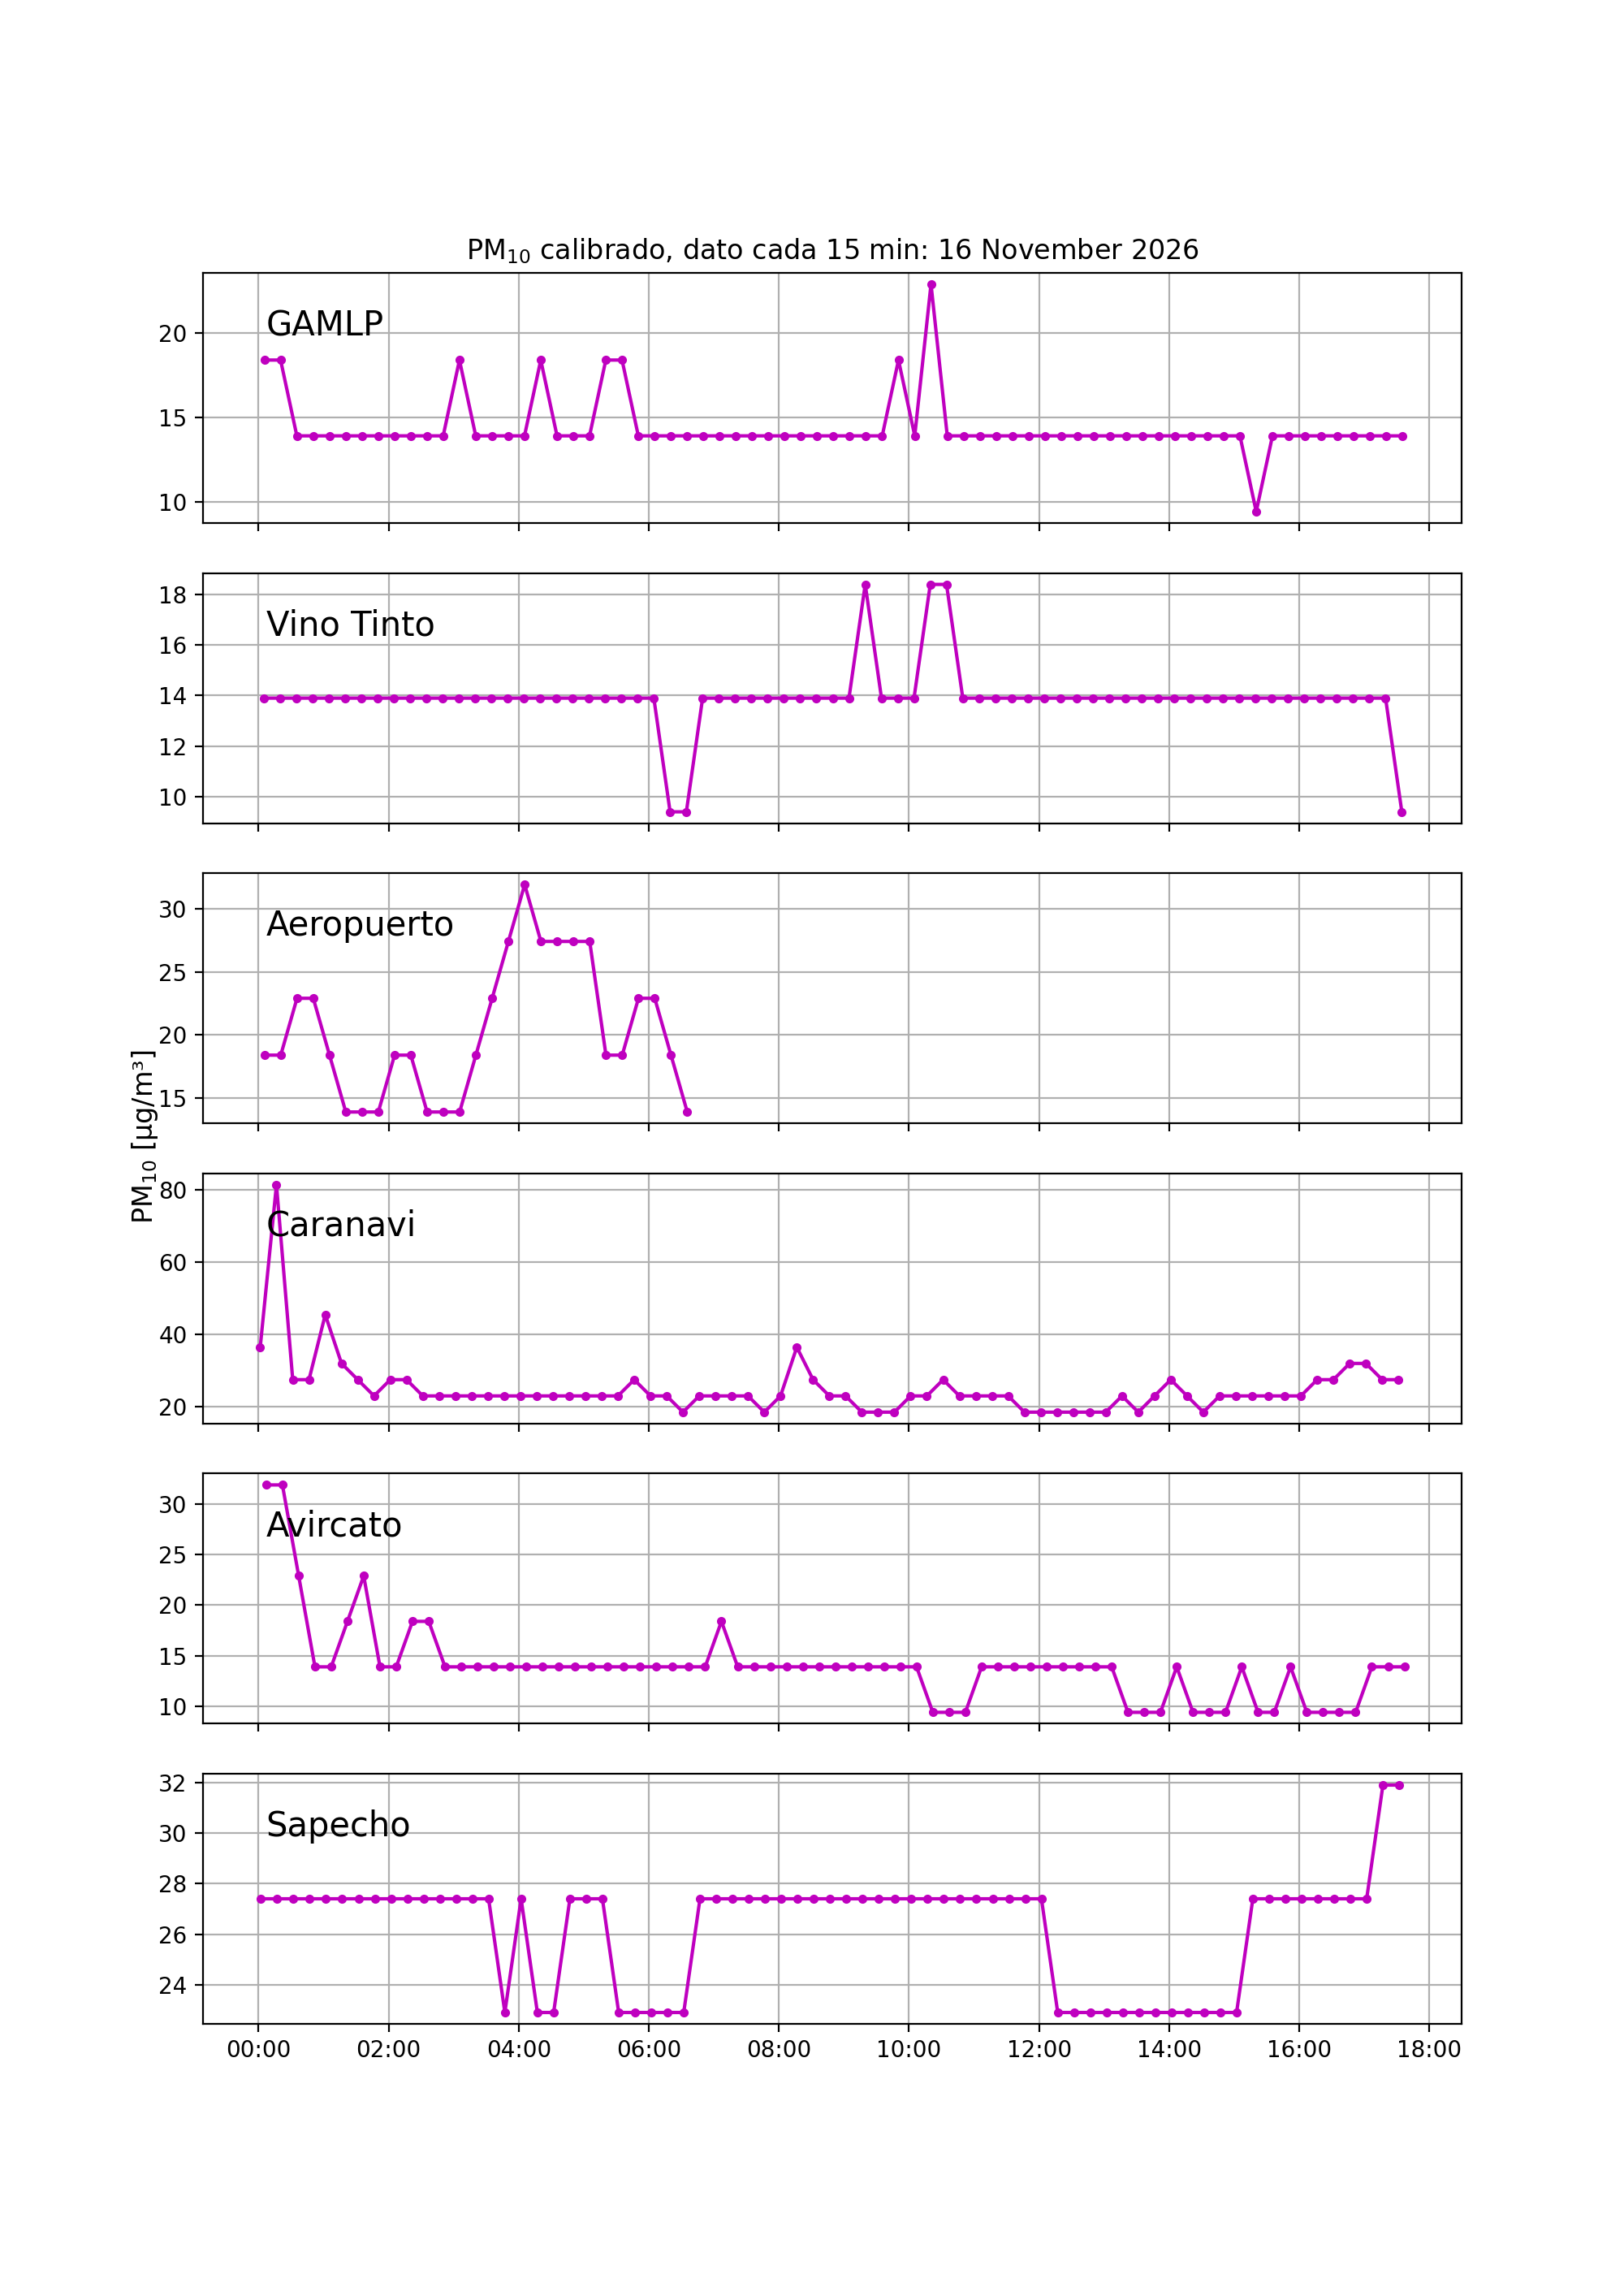 PM₁₀ calibrado, dato cada 15 min: 16 November 2026
GAMLP
20
15
10
Vino Tinto
18
16
14
12
10
Aeropuerto
30
25
20
15
PM₁₀ [µg/m³]
Caranavi
80
60
40
20
Avircato
30
25
20
15
10
Sapecho
32
30
28
26
24
00:00 02:00 04:00 06:00 08:00 10:00 12:00 14:00 16:00 18:00